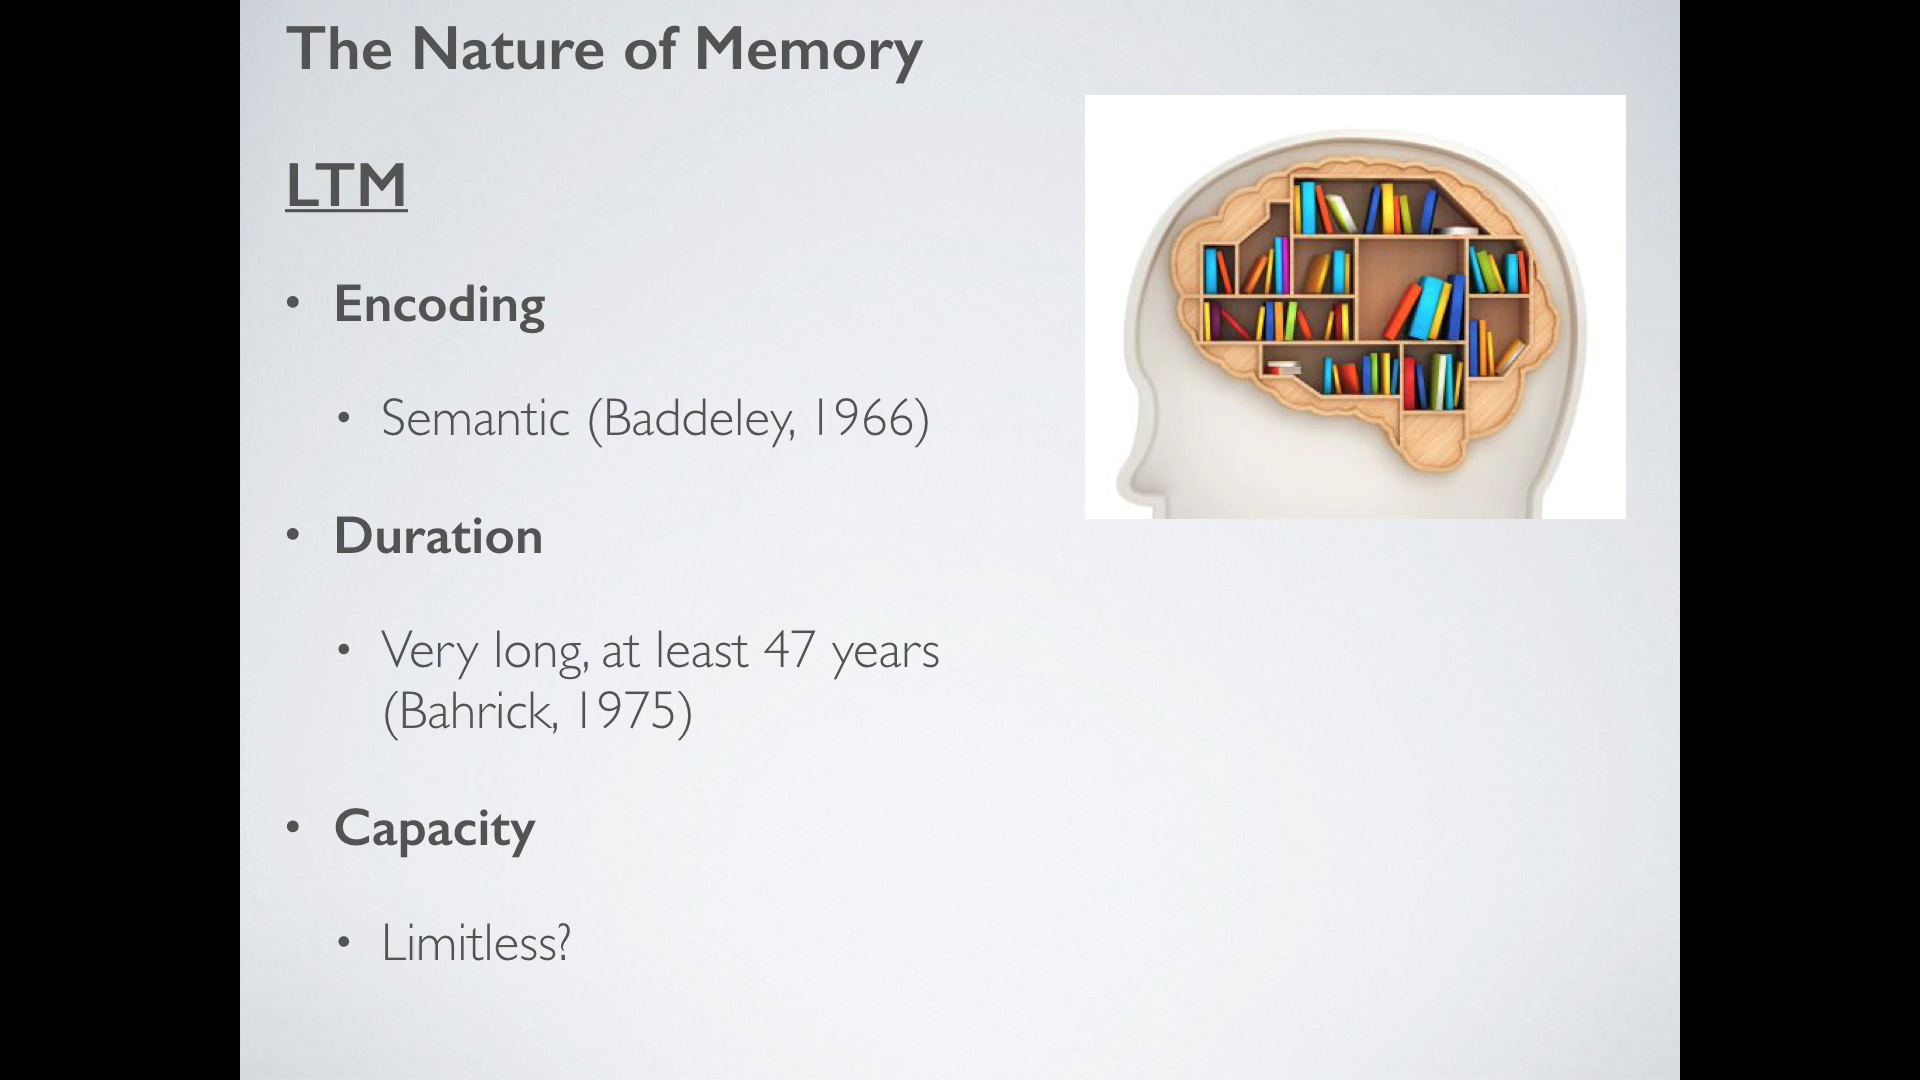 The Nature of Memory
LTM
• Encoding
• Semantic (Baddeley, 1966)
• Duration
• Very long, at least 47 years
(Bahrick, 1975)
• Capacity
• Limitless?